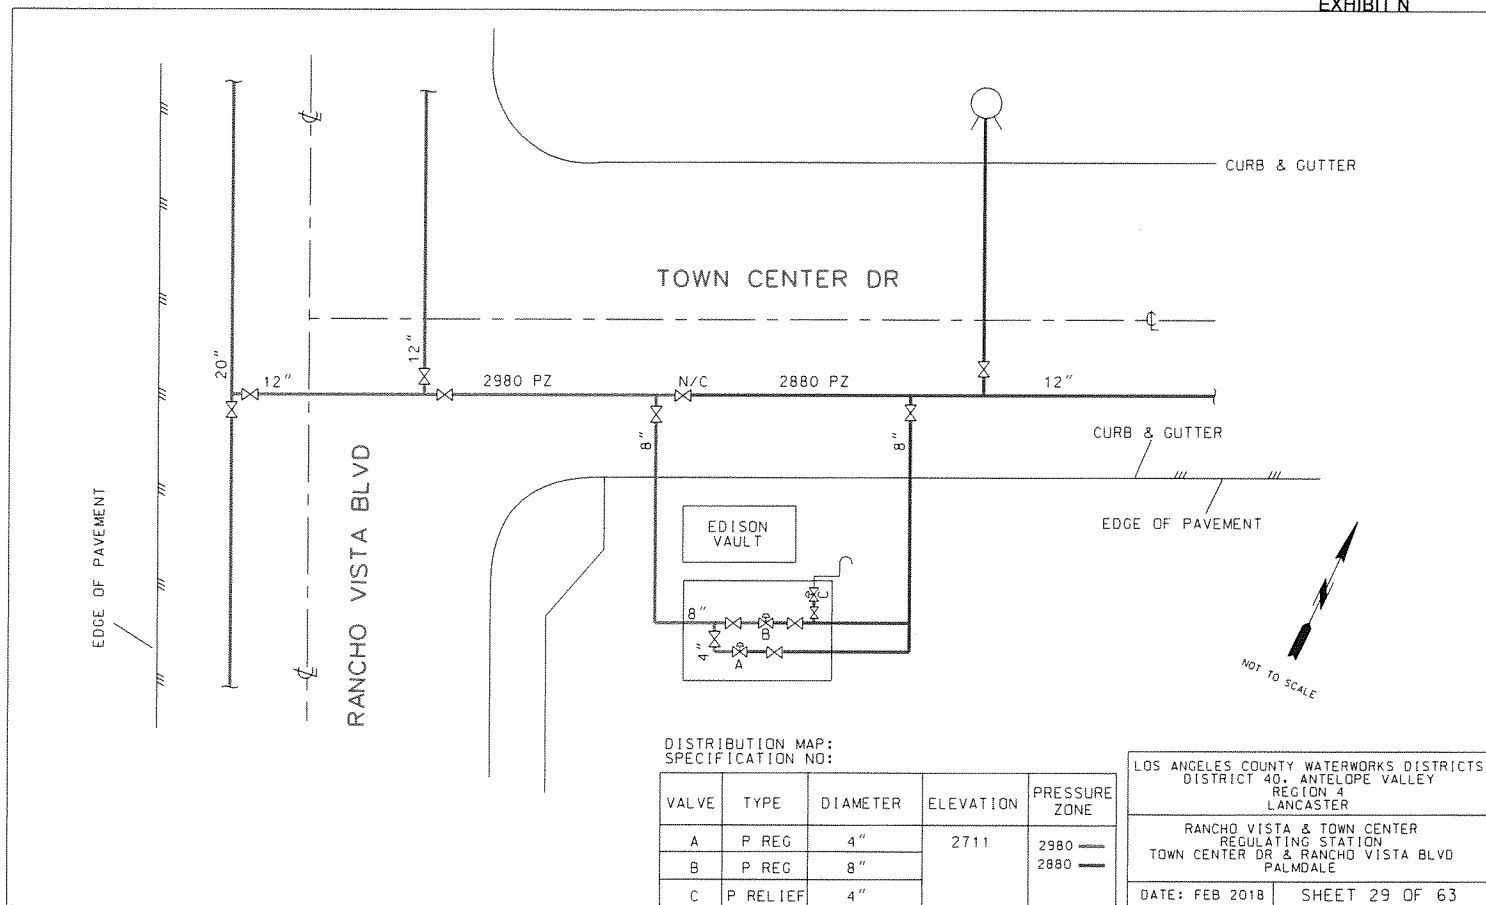 EXHIBIT N
CURB & GUTTER
TOWN CENTER DR
20"
12"
12"
2980 PZ
N/C
2880 PZ
12"
8"
8"
CURB & GUTTER
EDGE OF PAVEMENT
RANCHO VISTA BLVD
EDGE OF PAVEMENT
EDISON
VAULT
C
8"
B
4"
A
NOT TO SCALE
DISTRIBUTION MAP:
SPECIFICATION NO:
VALVE TYPE DIAMETER ELEVATION PRESSURE ZONE
A P REG 4" 2711 2980
B P REG 8" 2880
C P RELIEF 4"
LOS ANGELES COUNTY WATERWORKS DISTRICTS
DISTRICT 40, ANTELOPE VALLEY
REGION 4
LANCASTER
RANCHO VISTA & TOWN CENTER
REGULATING STATION
TOWN CENTER DR & RANCHO VISTA BLVD
PALMDALE
DATE: FEB 2018 SHEET 29 OF 63